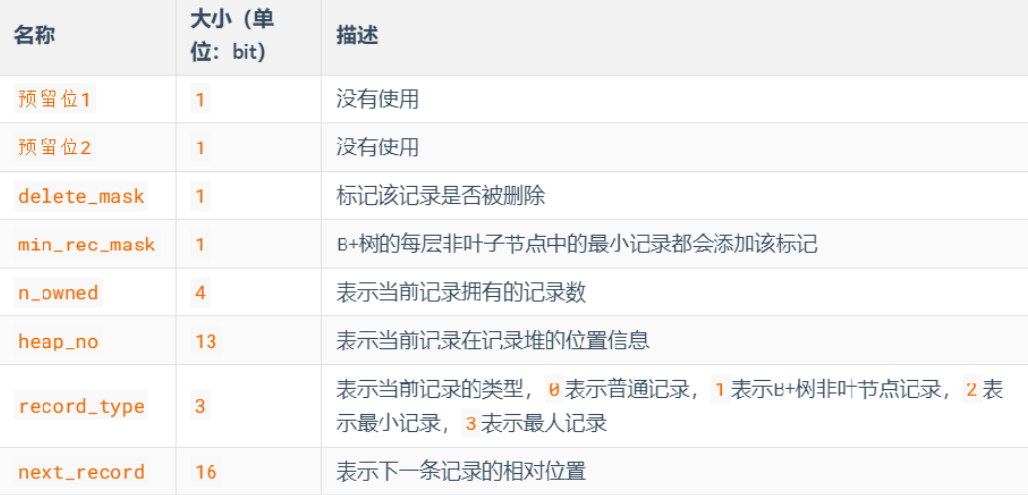 名称 大小（单
位：bit） 描述
预留位1 1 没有使用
预留位2 1 没有使用
delete_mask 1 标记该记录是否被删除
min_rec_mask 1 B+树的每层非叶子节点中的最小记录都会添加该标记
n_owned 4 表示当前记录拥有的记录数
heap_no 13 表示当前记录在记录堆的位置信息
record_type 3 表示当前记录的类型，0表示普通记录，1表示B+树非叶节点记录，2表
示最小记录，3表示最人记录
next_record 16 表示下一条记录的相对位置